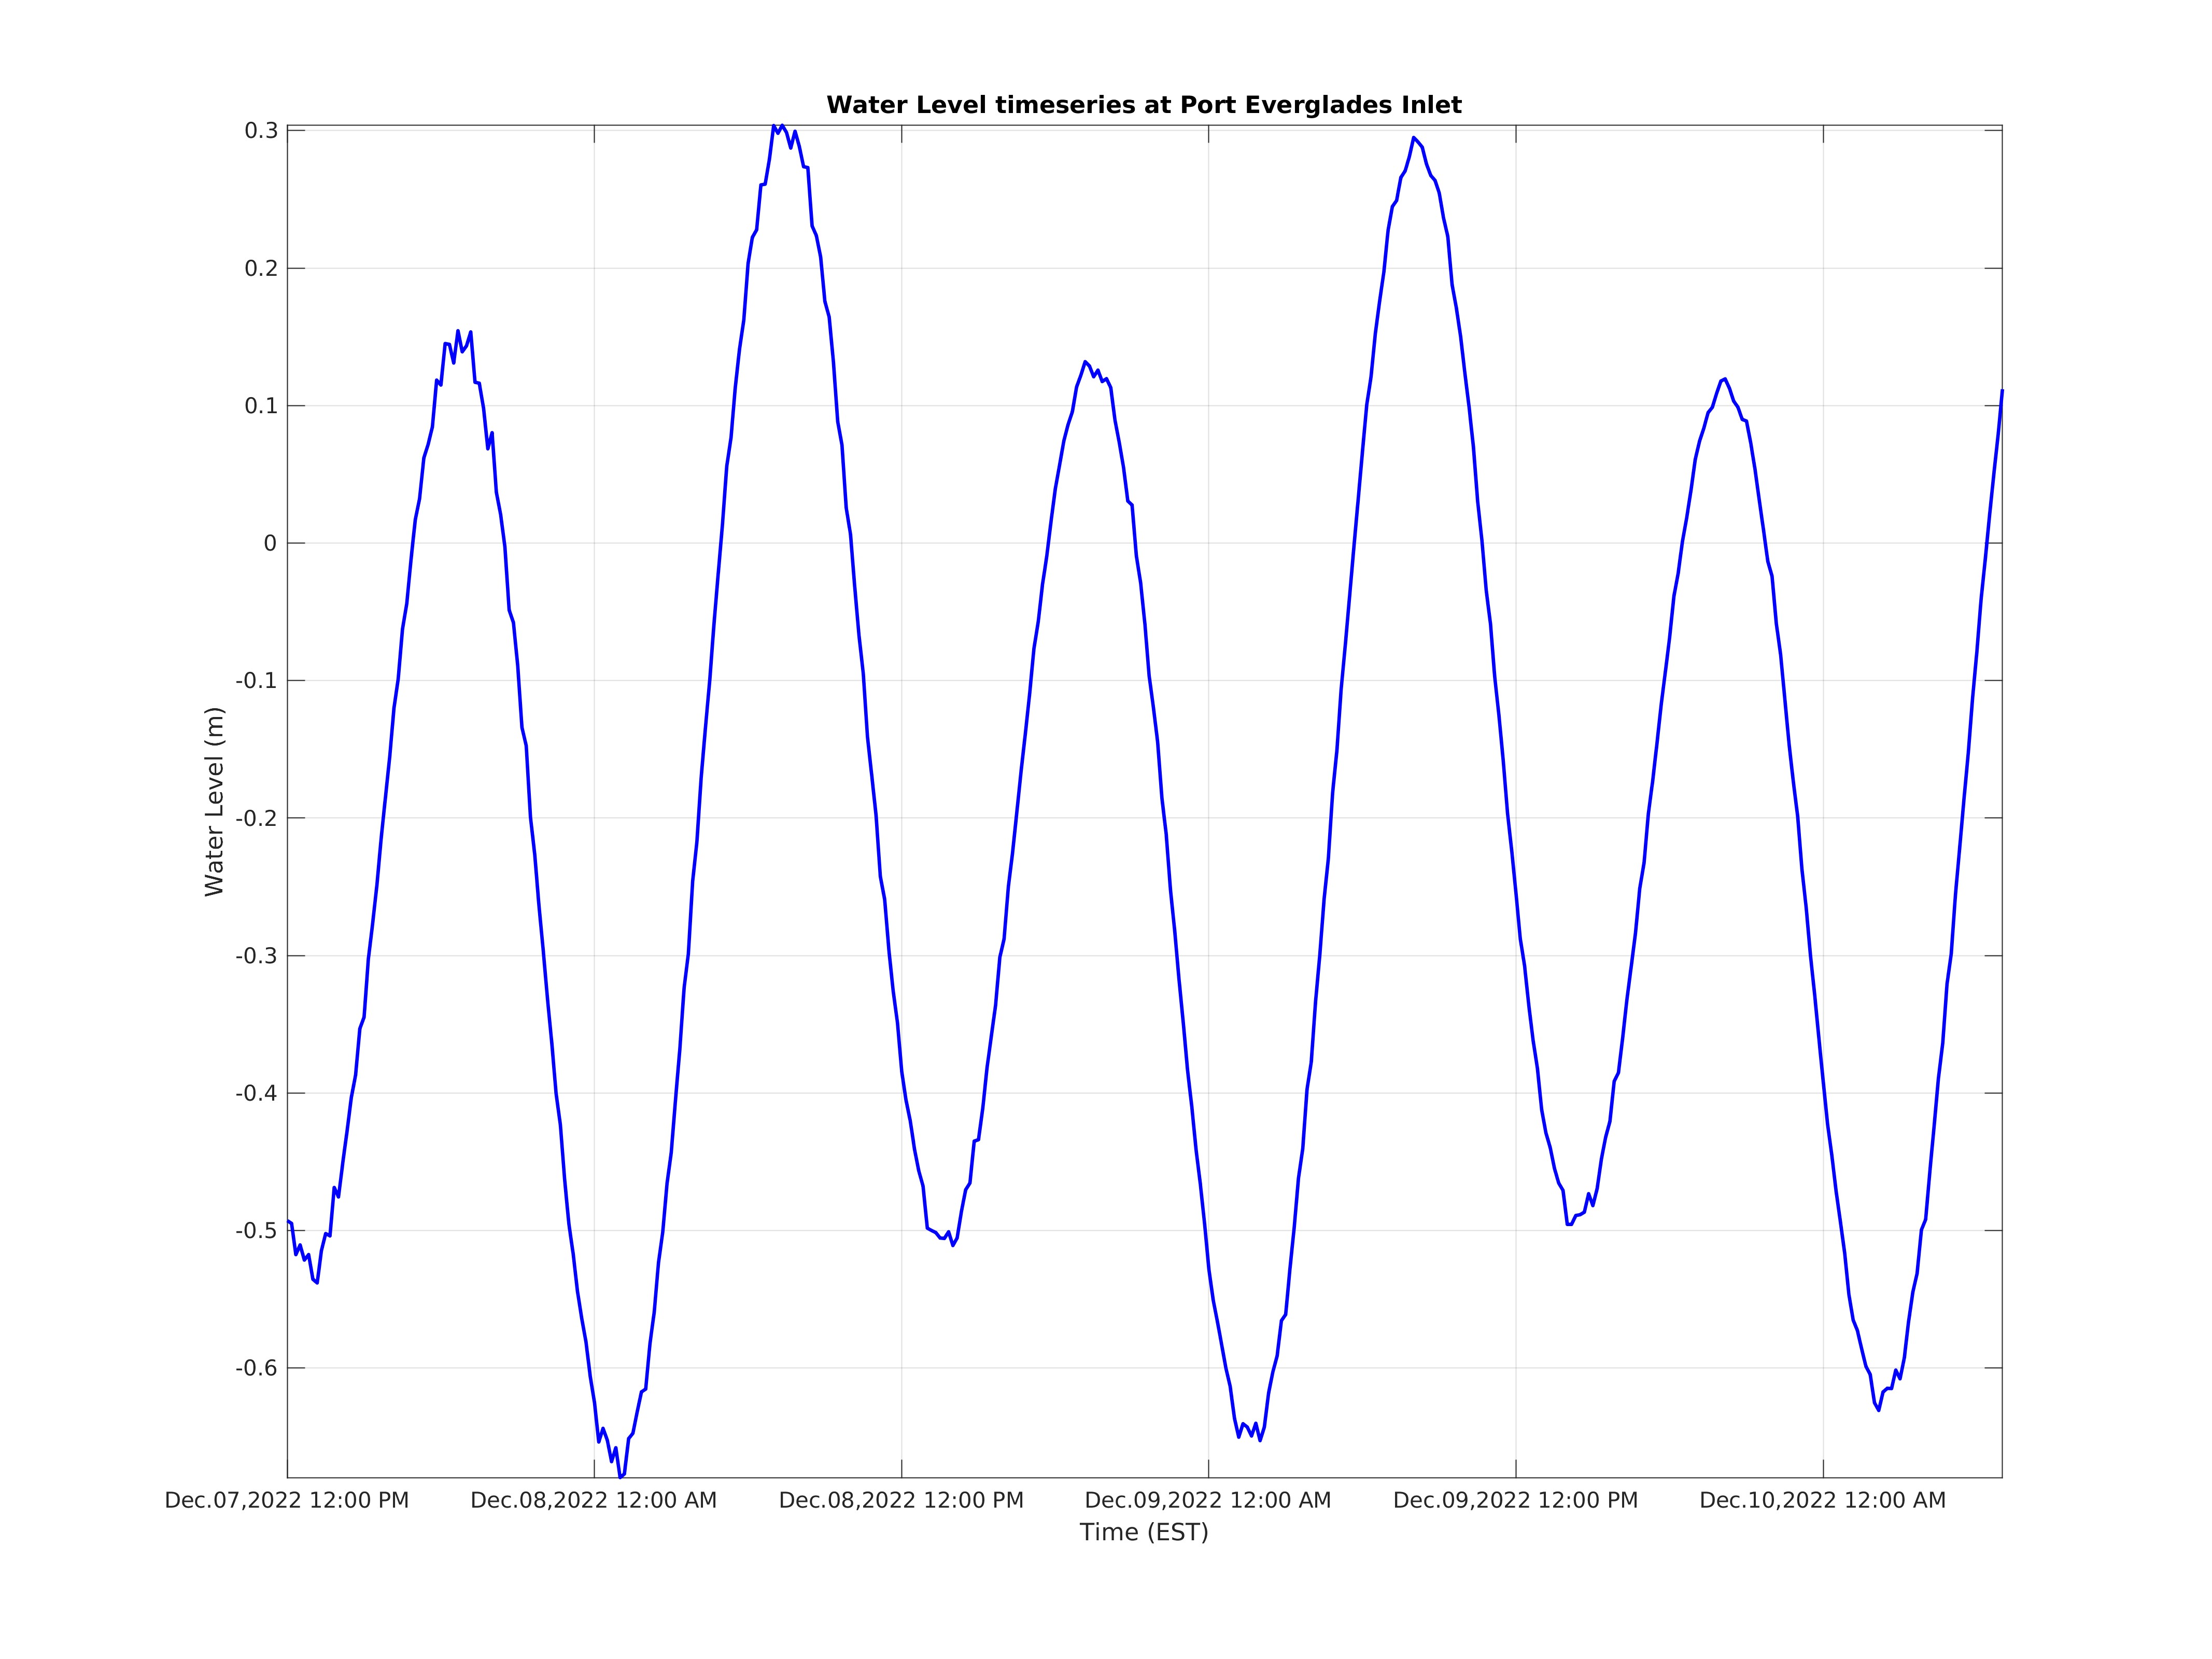 Water Level timeseries at Port Everglades Inlet
0.3
0.2
0.1
0
-0.1
-0.2
-0.3
-0.4
-0.5
-0.6
Water Level (m)
Dec.07,2022 12:00 PM Dec.08,2022 12:00 AM Dec.08,2022 12:00 PM Dec.09,2022 12:00 AM Dec.09,2022 12:00 PM Dec.10,2022 12:00 AM
Time (EST)